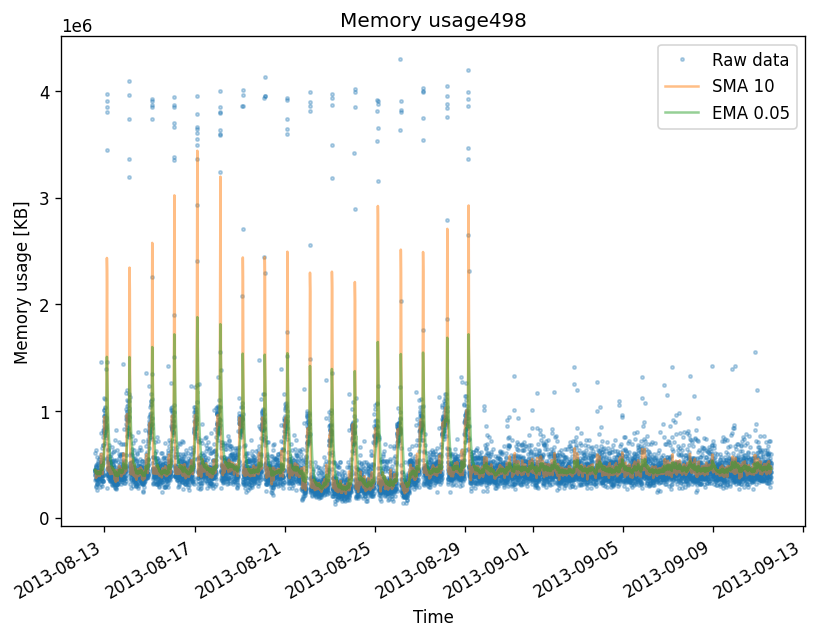 Memory usage498
1e6
Raw data
SMA 10
EMA 0.05
4
3
2
1
0
Memory usage [KB]
2013-08-13
2013-08-17
2013-08-21
2013-08-25
2013-08-29
2013-09-01
2013-09-05
2013-09-09
2013-09-13
Time